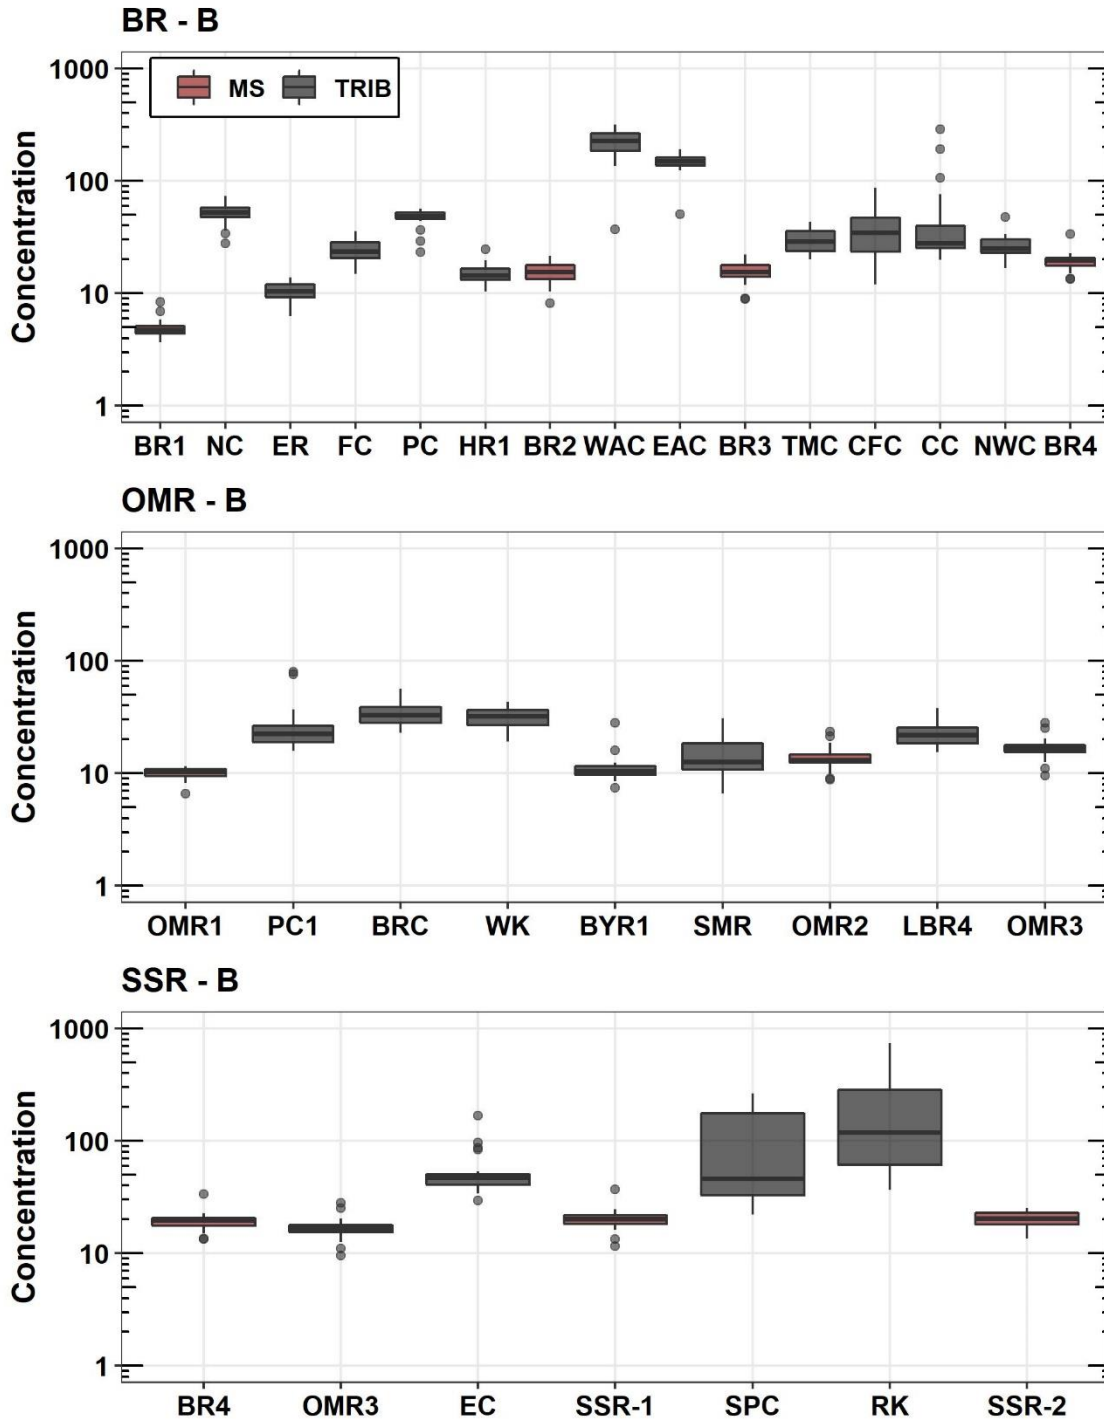 BR - B
MS TRIB
Concentration
1000
100
10
1
BR1 NC ER FC PC HR1 BR2 WAC EAC BR3 TMC CFC CC NWC BR4
OMR - B
Concentration
1000
100
10
1
OMR1 PC1 BRC WK BYR1 SMR OMR2 LBR4 OMR3
SSR - B
Concentration
1000
100
10
1
BR4 OMR3 EC SSR-1 SPC RK SSR-2